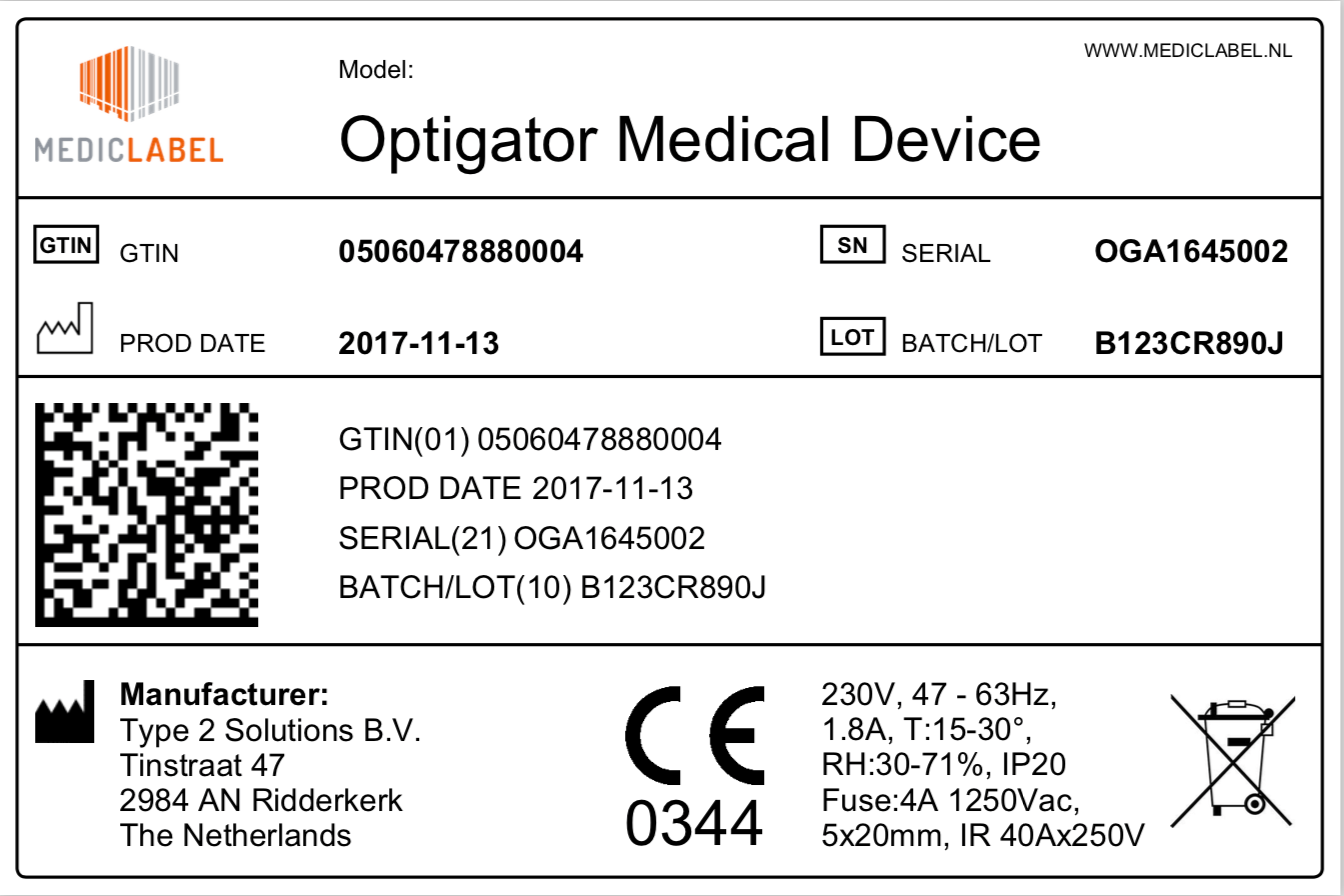 MEDICLABEL
Model:
WWW.MEDICLABEL.NL
Optigator Medical Device
GTIN GTIN 05060478880004
SN SERIAL OGA1645002
PROD DATE 2017-11-13
LOT BATCH/LOT B123CR890J
GTIN(01) 05060478880004
PROD DATE 2017-11-13
SERIAL(21) OGA1645002
BATCH/LOT(10) B123CR890J
Manufacturer:
Type 2 Solutions B.V.
Tinstraat 47
2984 AN Ridderkerk
The Netherlands
CE
0344
230V, 47 - 63Hz,
1.8A, T:15-30°,
RH:30-71%, IP20
Fuse:4A 1250Vac,
5x20mm, IR 40Ax250V